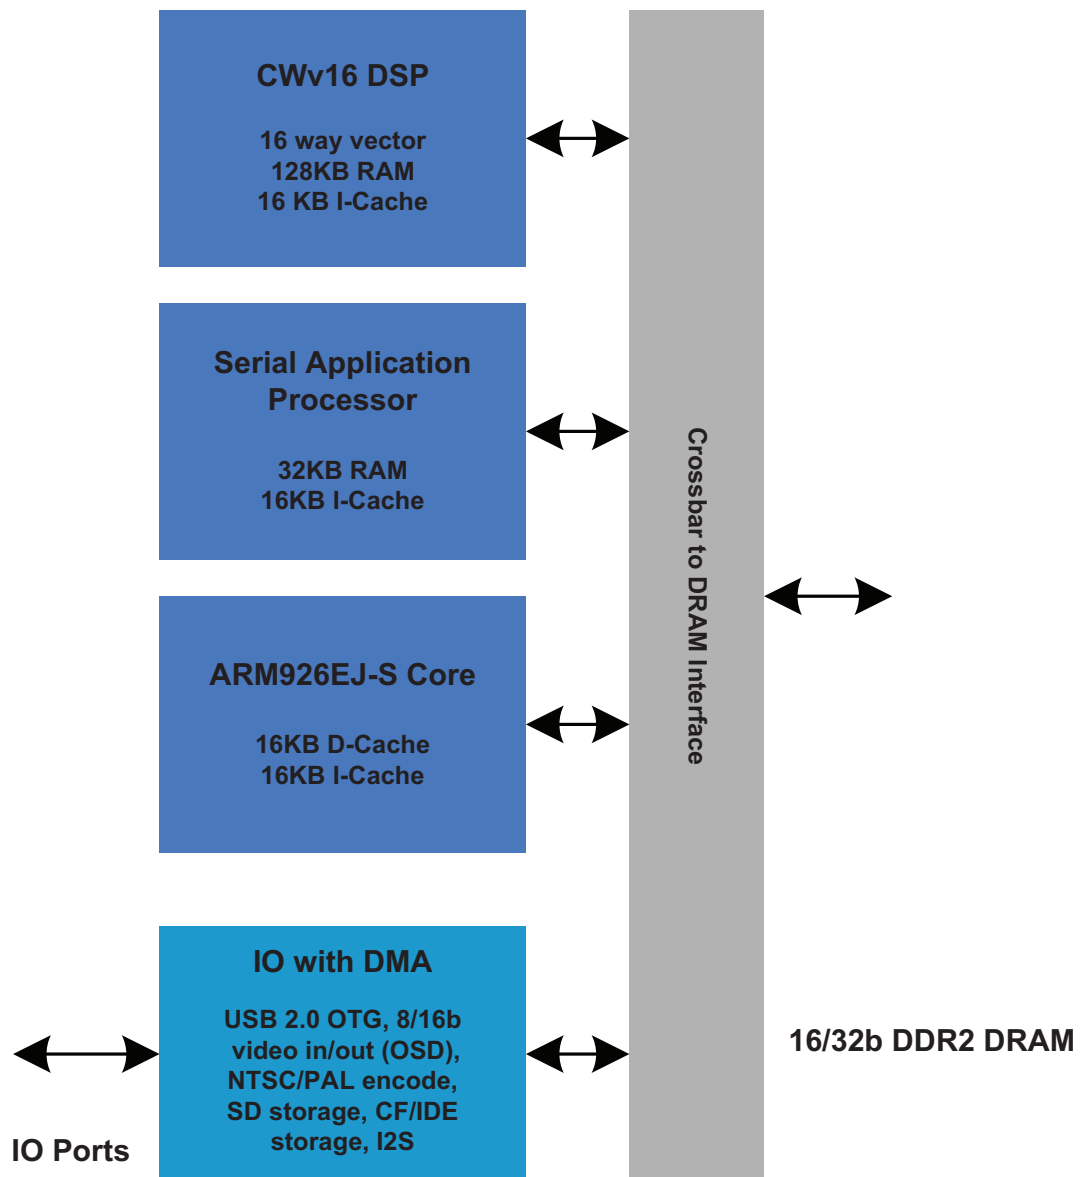 CWv16 DSP
16 way vector
128KB RAM
16 KB I-Cache
Serial Application
Processor
32KB RAM
16KB I-Cache
ARM926EJ-S Core
16KB D-Cache
16KB I-Cache
IO with DMA
USB 2.0 OTG, 8/16b
video in/out (OSD),
NTSC/PAL encode,
SD storage, CF/IDE
storage, I2S
IO Ports
Crossbar to DRAM Interface
16/32b DDR2 DRAM